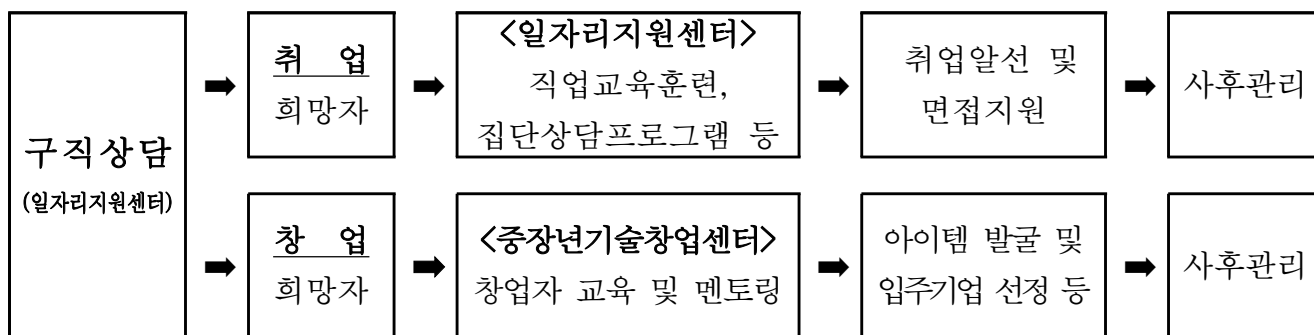 구직상담
(일자리지원센터)
➡
취 업
희망자
➡
<일자리지원센터>
직업교육훈련,
집단상담프로그램 등
➡
취업알선 및
면접지원
➡
사후관리
➡
창 업
희망자
➡
<중장년기술창업센터>
창업자 교육 및 멘토링
➡
아이템 발굴 및
입주기업 선정 등
➡
사후관리